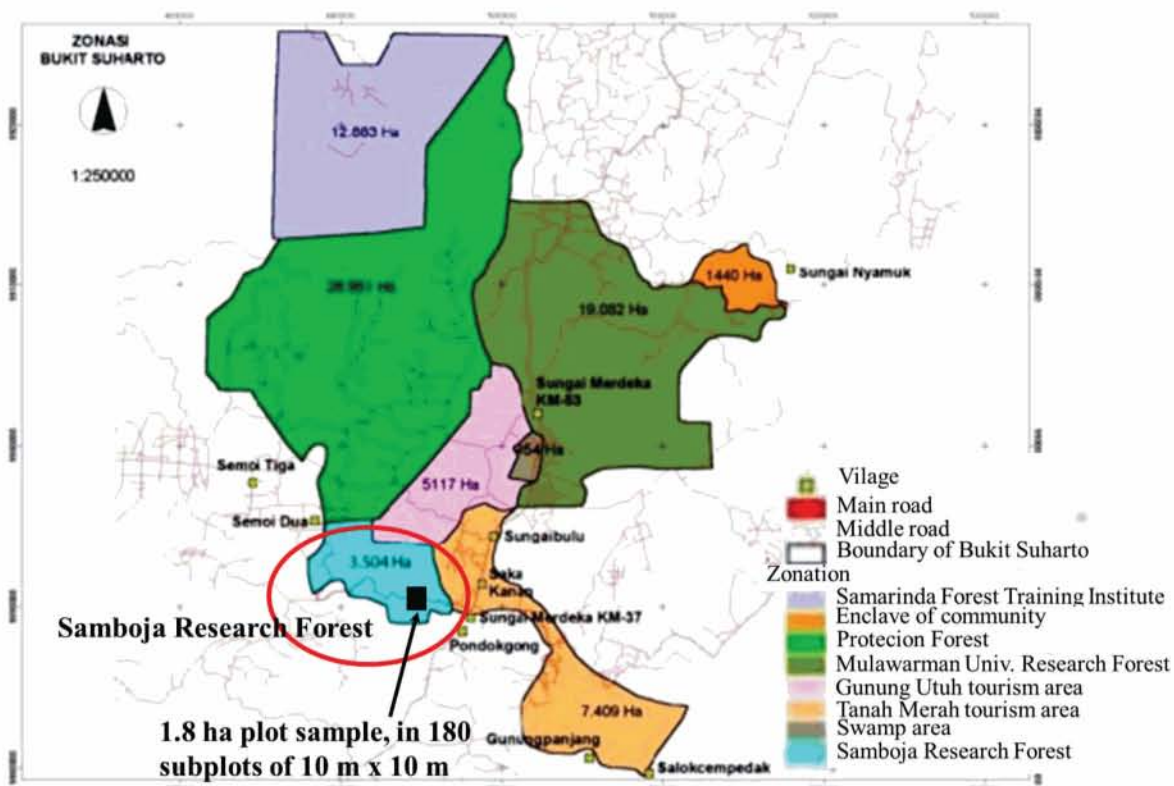 ZONASI
BUKIT SUHARTO
1:250000
12.883 Ha
1440 Ha
Sungai Nyamuk
19.082 Ha
Sungai Merdeka
KM-53
Semoi Tiga
5117 Ha
Semoi Dua
Sungaibulu
3.504 Ha
Kanan
Samboja Research Forest
Sungai Merdeka KM-37
Pondokgong
7.409 Ha
1.8 ha plot sample, in 180
subplots of 10 m x 10 m
Gunungpanjang
Salokcempedak
Vilage
Main road
Middle road
Boundary of Bukit Suharto
Zonation
Samarinda Forest Training Institute
Enclave of community
Protecion Forest
Mulawarman Univ. Research Forest
Gunung Utuh tourism area
Tanah Merah tourism area
Swamp area
Samboja Research Forest